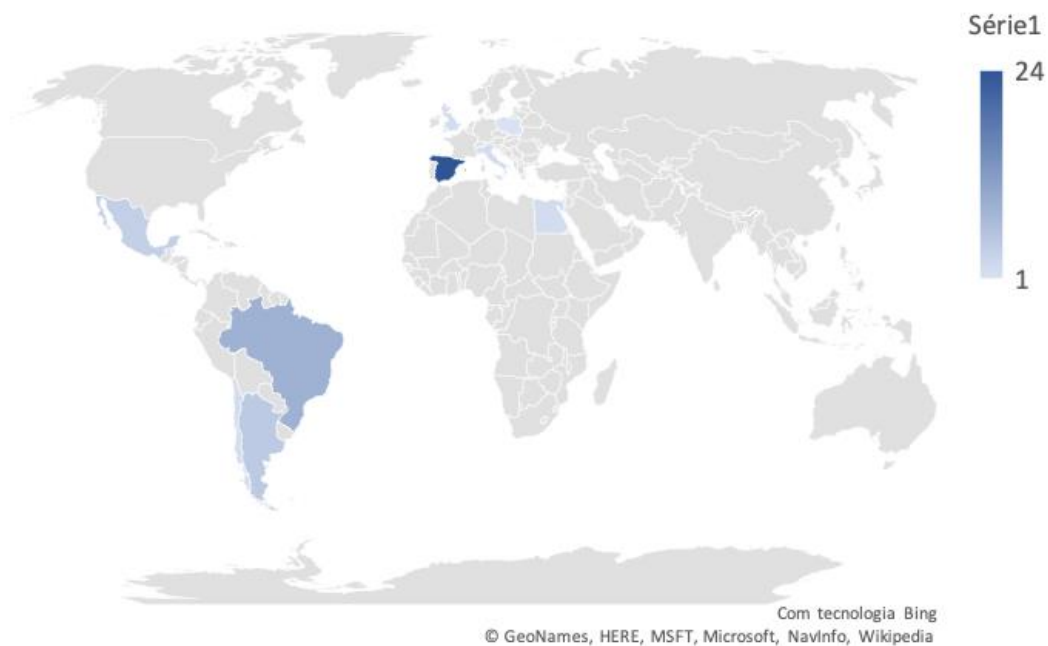 Série1
24
1
Com tecnologia Bing
© GeoNames, HERE, MSFT, Microsoft, NavInfo, Wikipedia